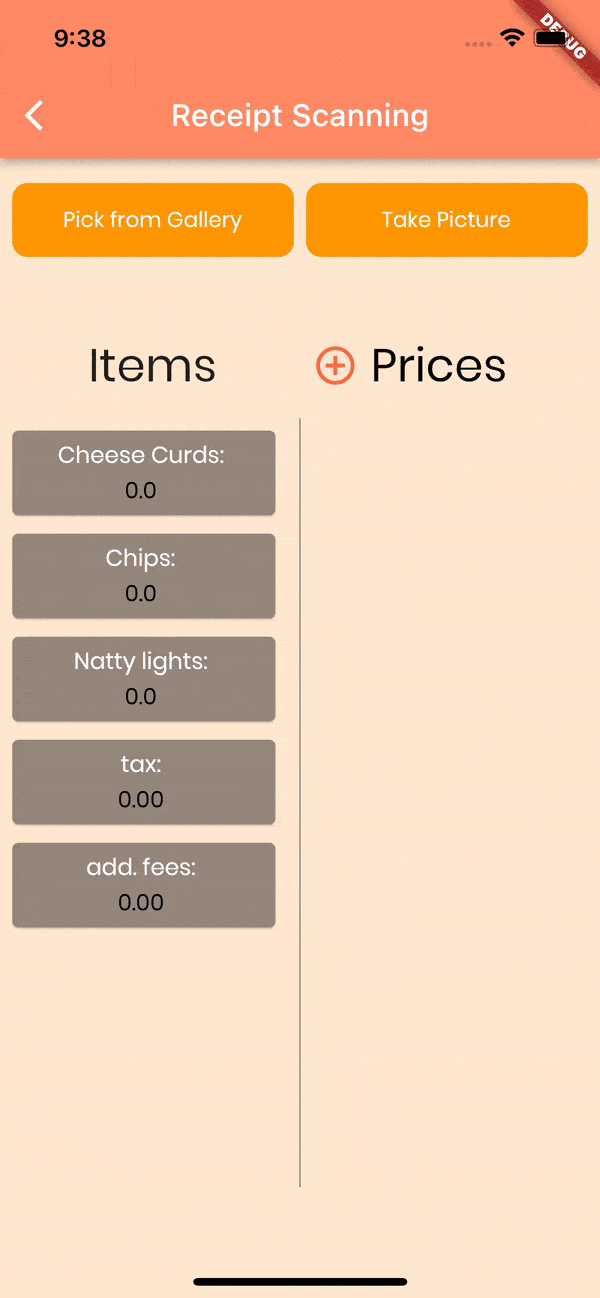 9:38
DEBUG
Receipt Scanning
Pick from Gallery
Take Picture
Items
Prices
Cheese Curds:
0.0
Chips:
0.0
Natty lights:
0.0
tax:
0.00
add. fees:
0.00